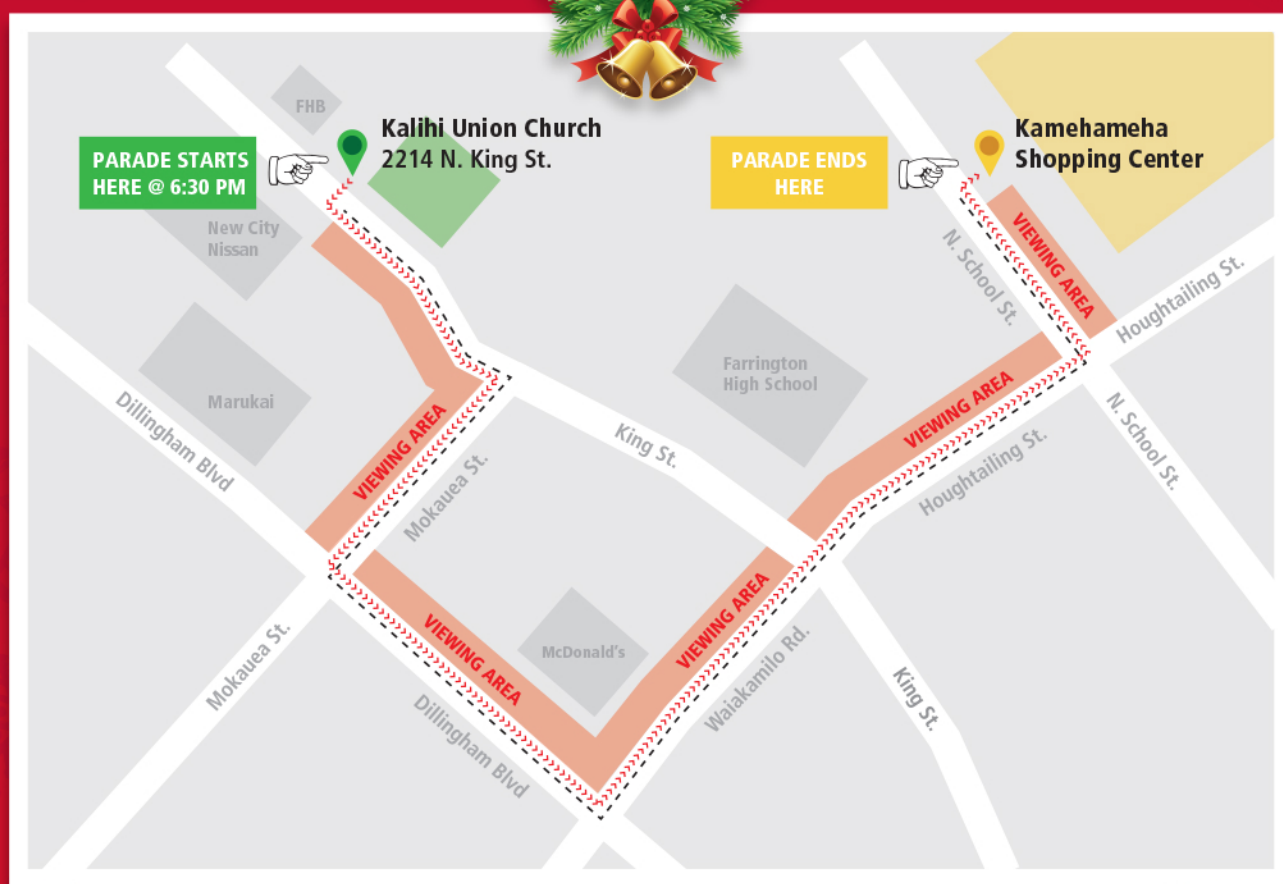 FHB
PARADE STARTS
HERE @ 6:30 PM
Kalihi Union Church
2214 N. King St.
PARADE ENDS
HERE
Kamehameha
Shopping Center
New City
Nissan
VIEWING AREA
N. School St.
Houghtailing St.
Marukai
Farrington
High School
Dillingham Blvd
VIEWING AREA
Mokauea St.
King St.
VIEWING AREA
Houghtailing St.
N. School St.
Mokauea St.
VIEWING AREA
McDonald's
VIEWING AREA
Waiakamilo Rd.
Dillingham Blvd
King St.